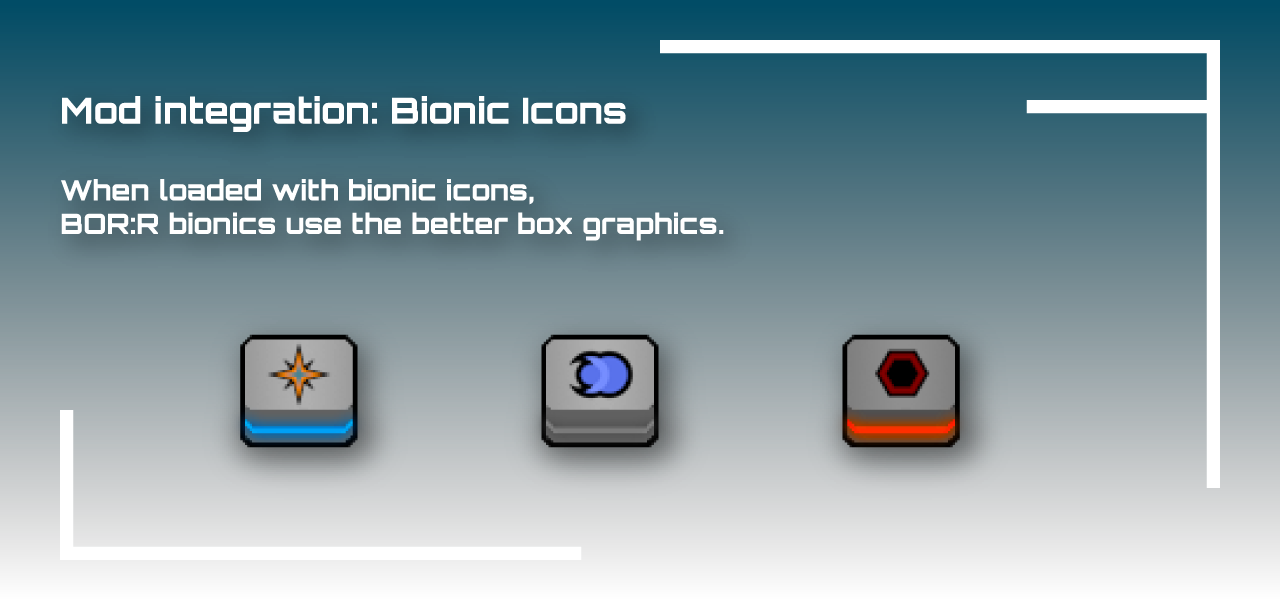 Mod integration: Bionic Icons
When loaded with bionic icons,
BOR:R bionics use the better box graphics.